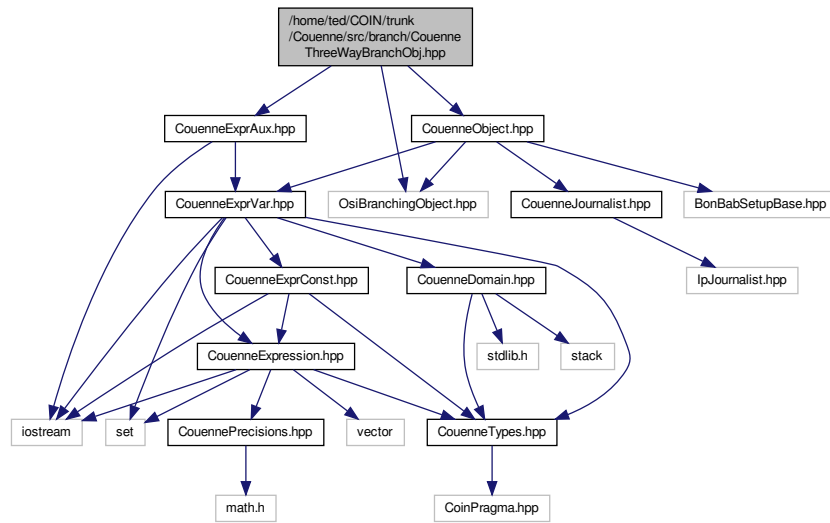 /home/ted/COIN/trunk
/Couenne/src/branch/Couenne
ThreeWayBranchObj.hpp
CouenneExprAux.hpp
CouenneObject.hpp
CouenneExprVar.hpp
OsiBranchingObject.hpp
CouenneJournalist.hpp
BonBabSetupBase.hpp
CouenneExprConst.hpp
CouenneDomain.hpp
IpJournalist.hpp
CouenneExpression.hpp
stdlib.h
stack
iostream
set
CouennePrecisions.hpp
vector
CouenneTypes.hpp
math.h
CoinPragma.hpp